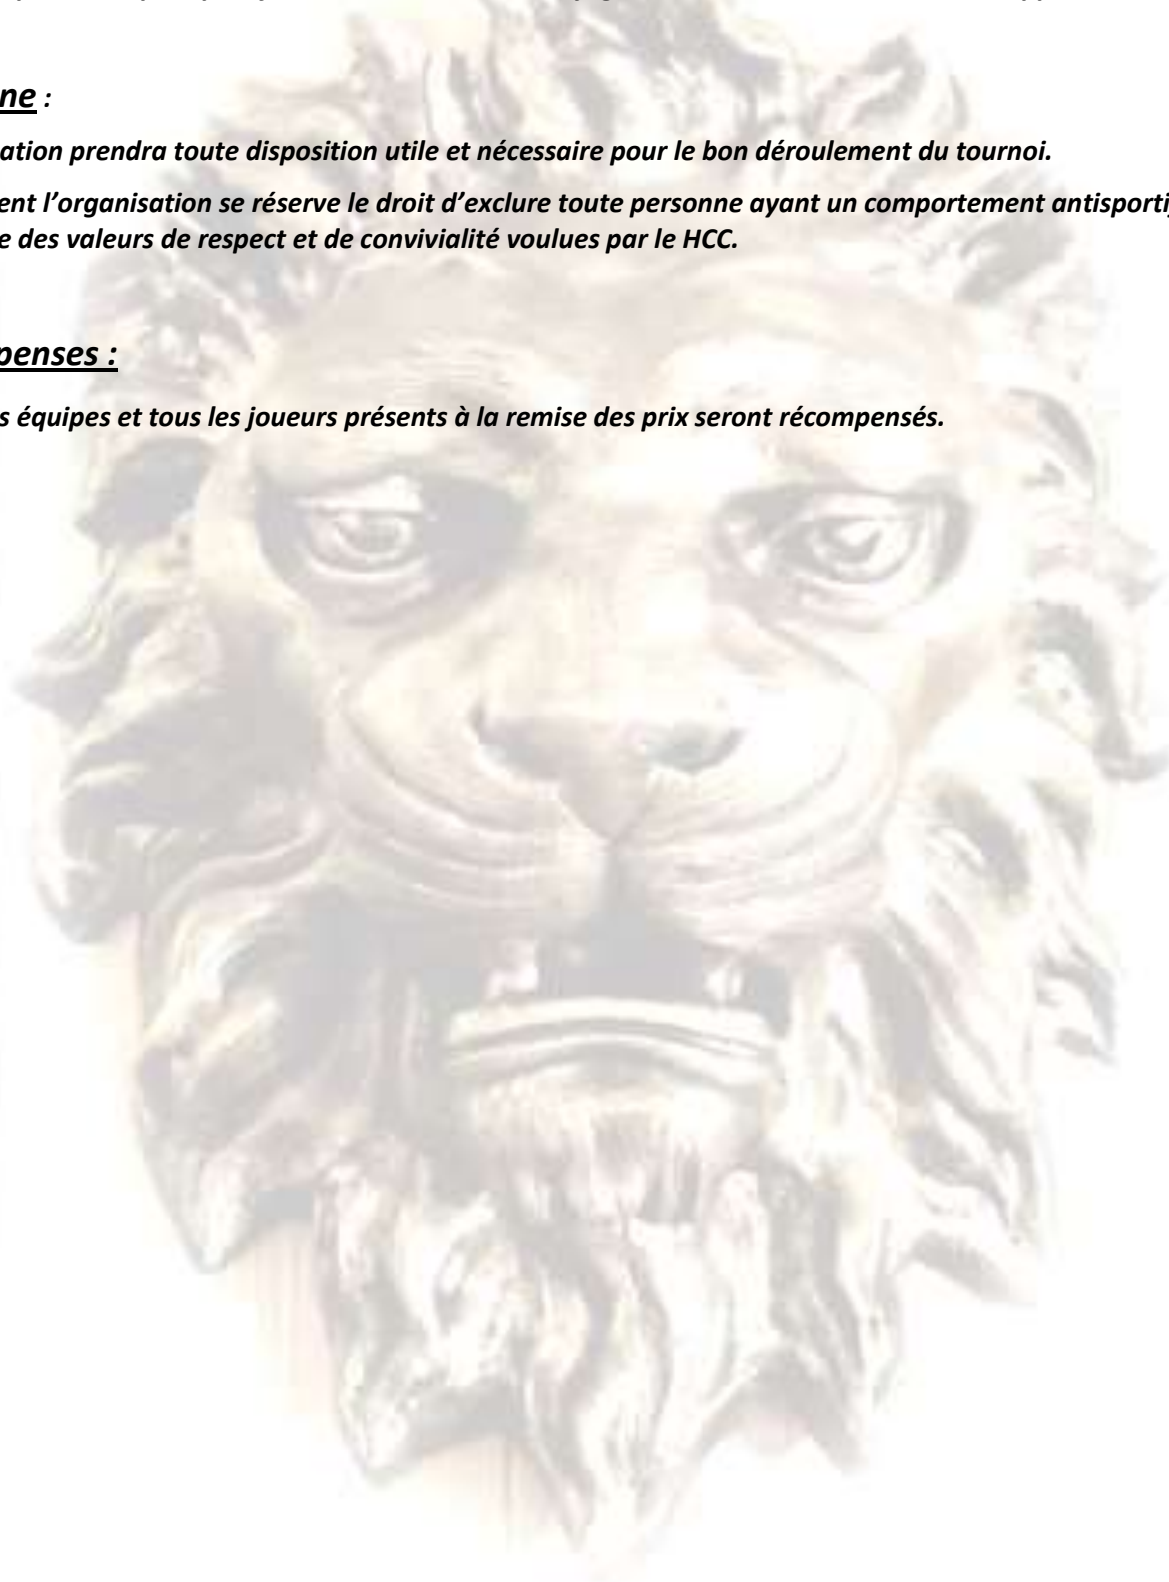 ne :
ation prendra toute disposition utile et nécessaire pour le bon déroulement du tournoi.
ent l’organisation se réserve le droit d’exclure toute personne ayant un comportement antisporti
e des valeurs de respect et de convivialité voulues par le HCC.
penses :
s équipes et tous les joueurs présents à la remise des prix seront récompensés.